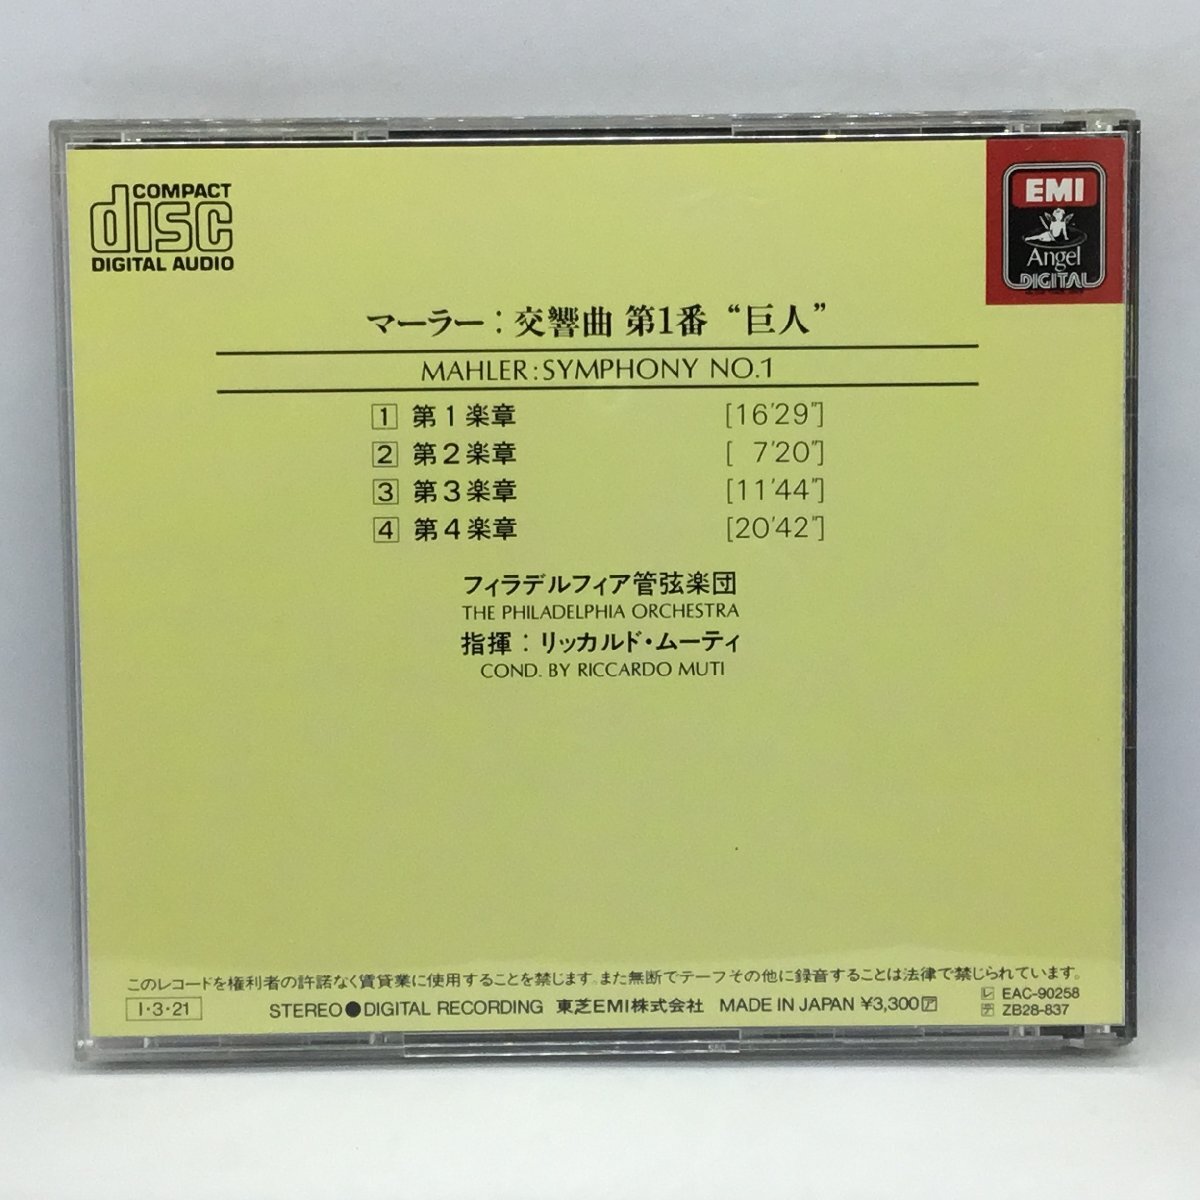 COMPACT
disc
DIGITAL AUDIO
EMI
Angel
DIGITAL
マーラー：交響曲 第1番 “巨人”
MAHLER:SYMPHONY NO.1
1 第1楽章 [16'29"]
2 第2楽章 [ 7'20"]
3 第3楽章 [11'44"]
4 第4楽章 [20'42"]
フィラデルフィア管弦楽団
THE PHILADELPHIA ORCHESTRA
指揮：リッカルド・ムーティ
COND. BY RICCARDO MUTI
このレコードを権利者の許諾なく賃貸業に使用することを禁じます。また無断でテープその他に録音することは法律で禁じられています。
I·3·21 STEREO●DIGITAL RECORDING 東芝EMI株式会社 MADE IN JAPAN ¥3,300 ア
レ EAC-90258
テ ZB28-837